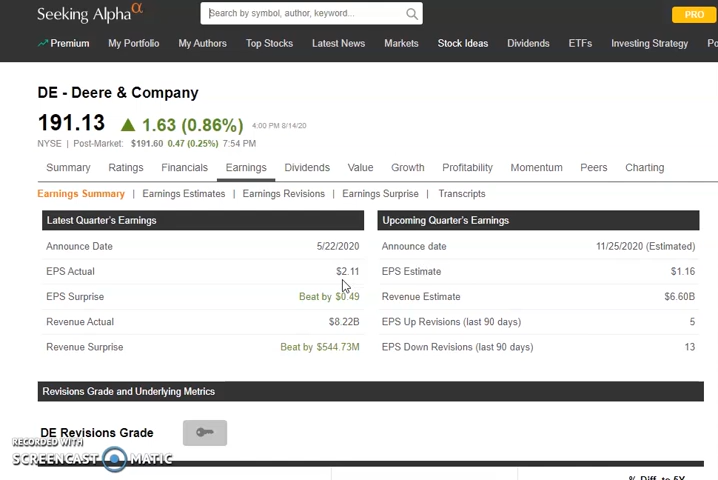 Seeking Alpha α
Search by symbol, author, keyword...
PRO
Premium My Portfolio My Authors Top Stocks Latest News Markets Stock Ideas Dividends ETFs Investing Strategy
DE - Deere & Company
191.13 ▲ 1.63 (0.86%) 4:00 PM 8/14/20
NYSE | Post-Market: $191.60 0.47 (0.25%) 7:54 PM
Summary Ratings Financials Earnings Dividends Value Growth Profitability Momentum Peers Charting
Earnings Summary | Earnings Estimates | Earnings Revisions | Earnings Surprise | Transcripts
Latest Quarter's Earnings
Announce Date 5/22/2020
EPS Actual $2.11
EPS Surprise Beat by $0.49
Revenue Actual $8.22B
Revenue Surprise Beat by $544.73M
Upcoming Quarter's Earnings
Announce date 11/25/2020 (Estimated)
EPS Estimate $1.16
Revenue Estimate $6.60B
EPS Up Revisions (last 90 days) 5
EPS Down Revisions (last 90 days) 13
Revisions Grade and Underlying Metrics
DE Revisions Grade
RECORDED WITH
SCREENCAST MATIC
% Diff. to 5Y